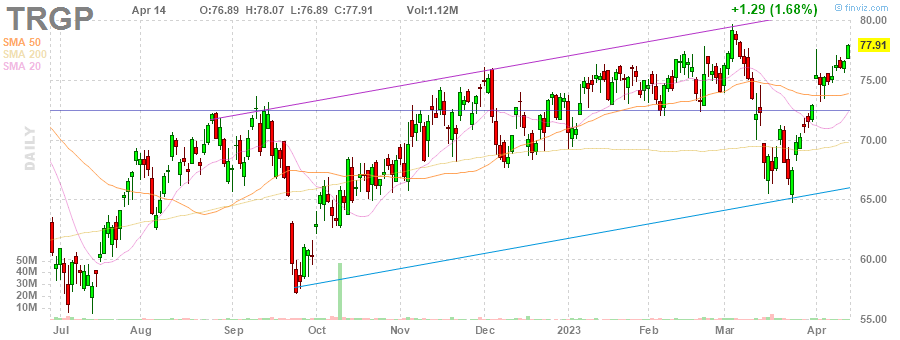 TRGP Apr 14 O:76.89 H:78.07 L:76.89 C:77.91 Vol:1.12M +1.29 (1.68%) © finviz.com
SMA 50
SMA 200
SMA 20
DAILY
80.00
77.91
75.00
70.00
65.00
60.00
55.00
50M
40M
30M
20M
10M
Jul Aug Sep Oct Nov Dec 2023 Feb Mar Apr